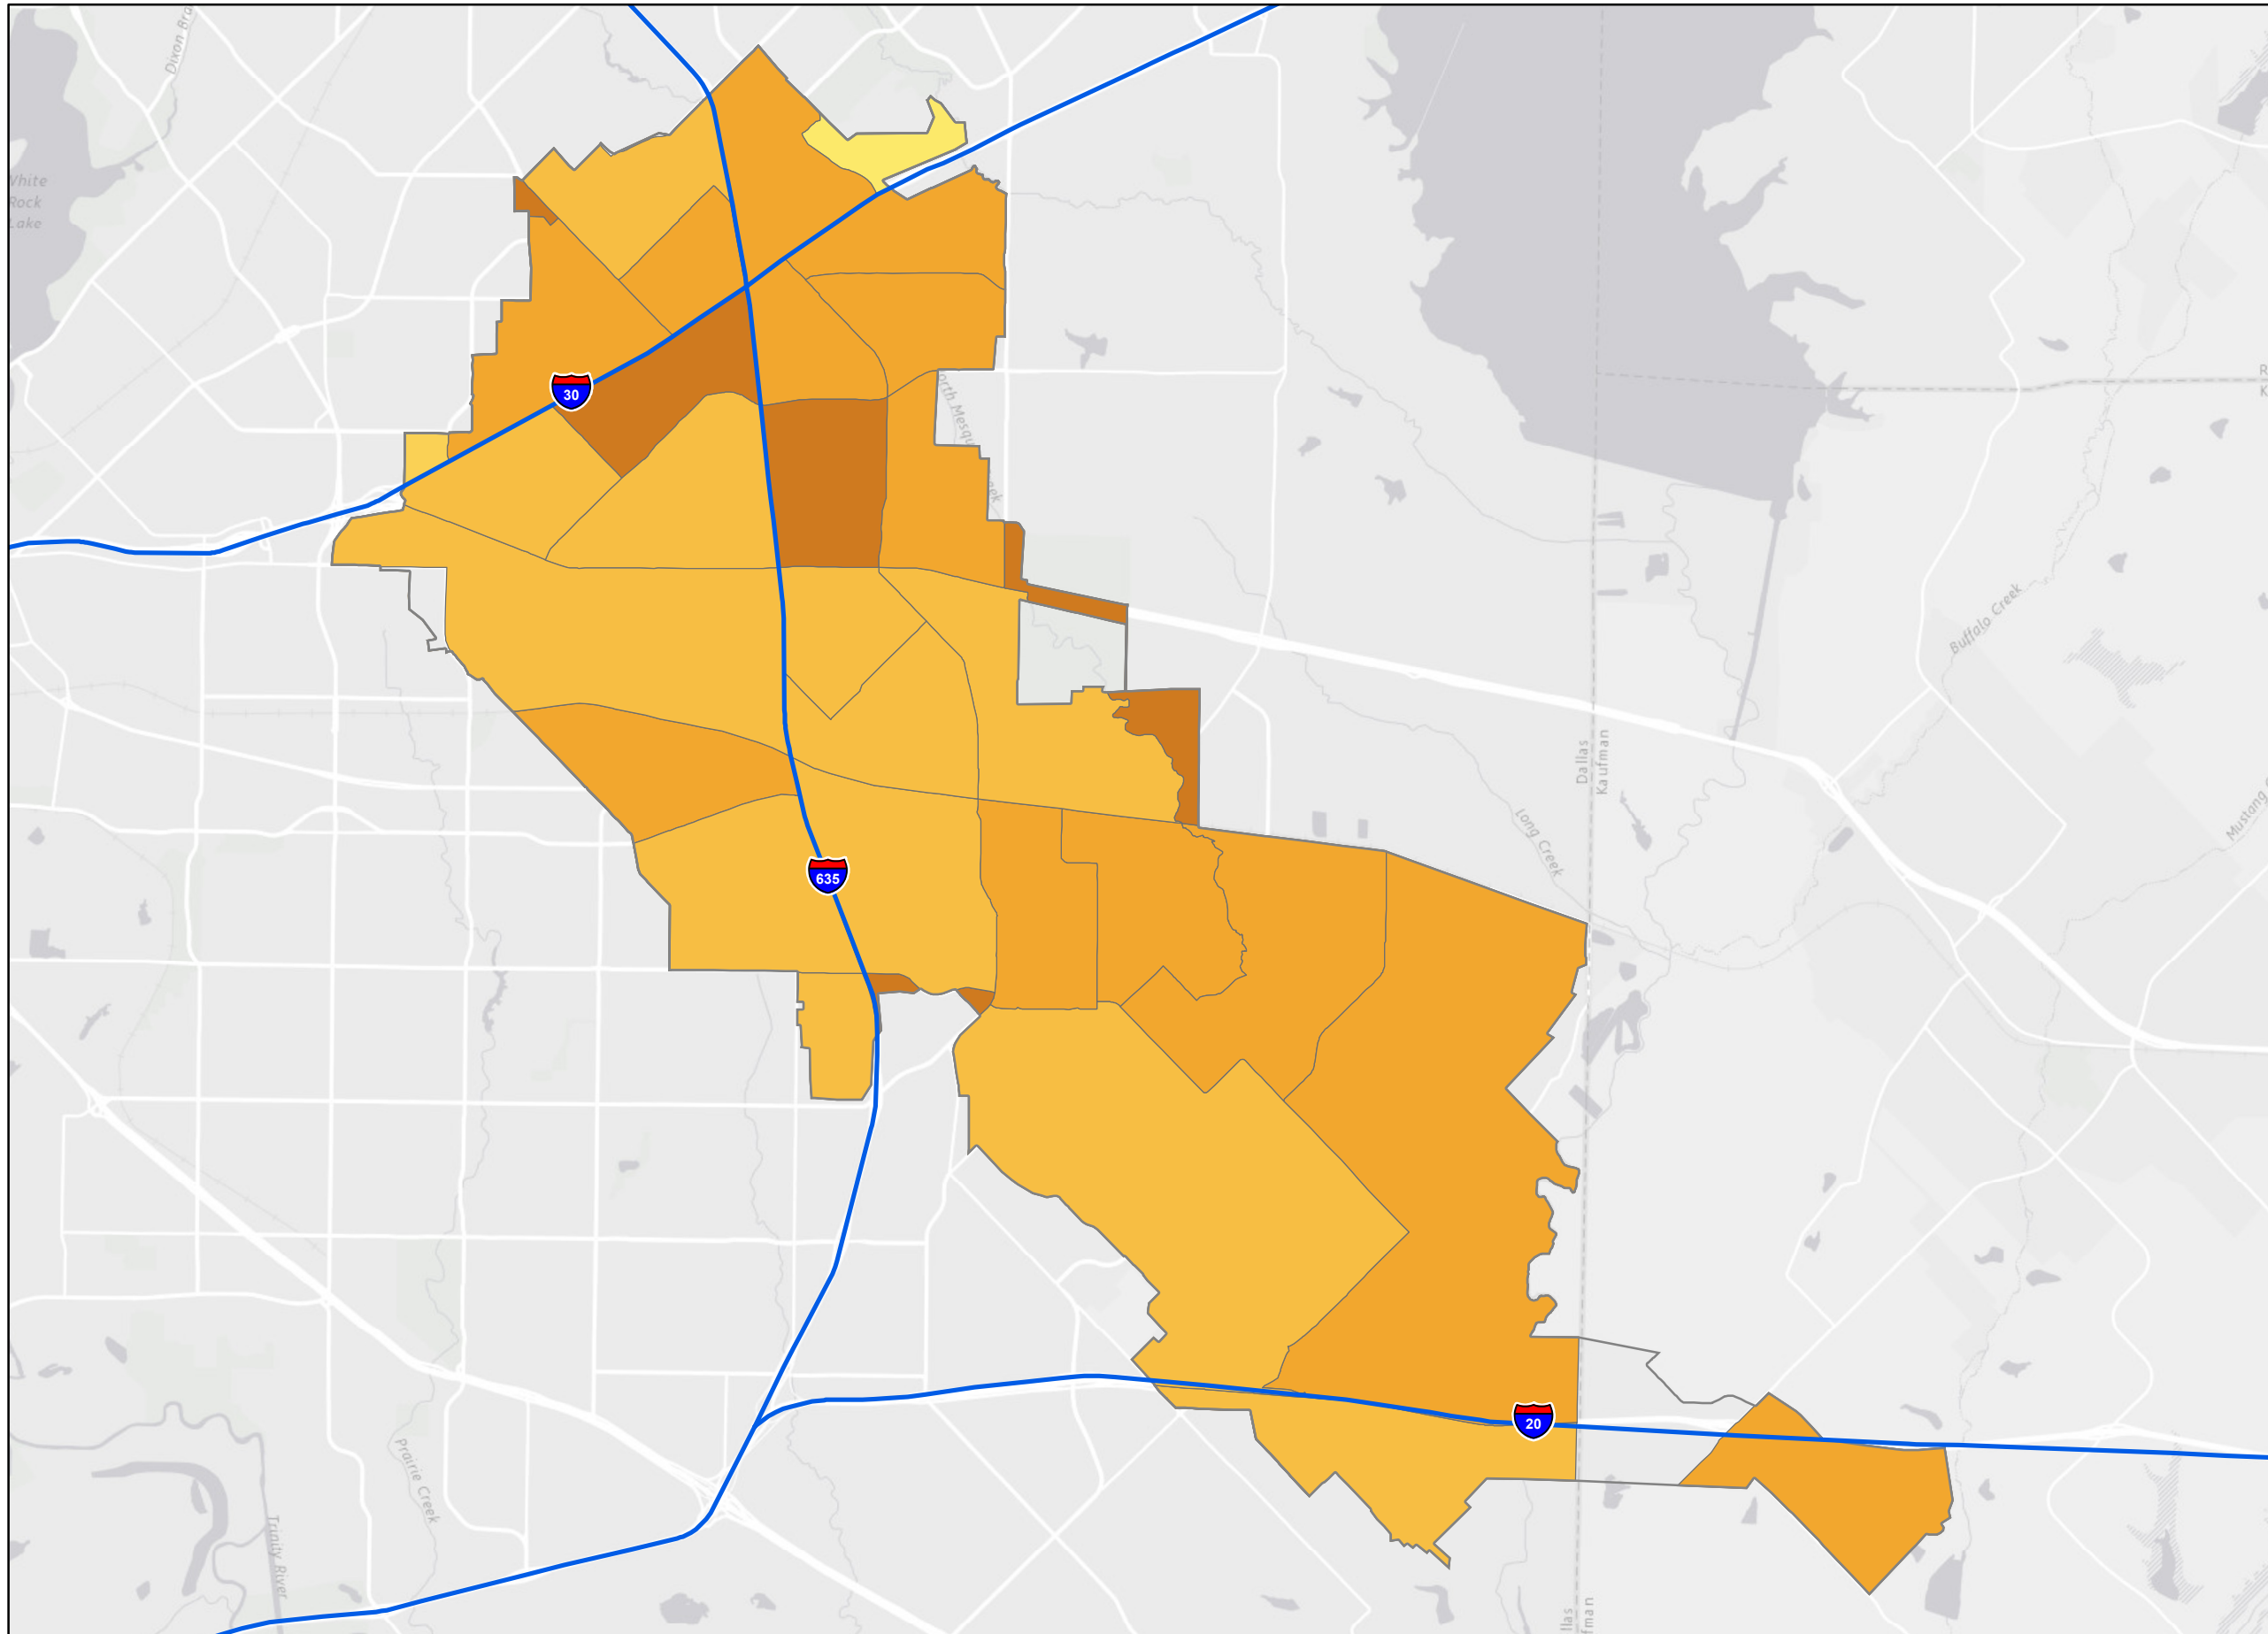 White
Rock
Lake
30
Dallas
Kaufman
Buffalo Creek
Long Creek
635
20
Prairie Creek
Trinity River